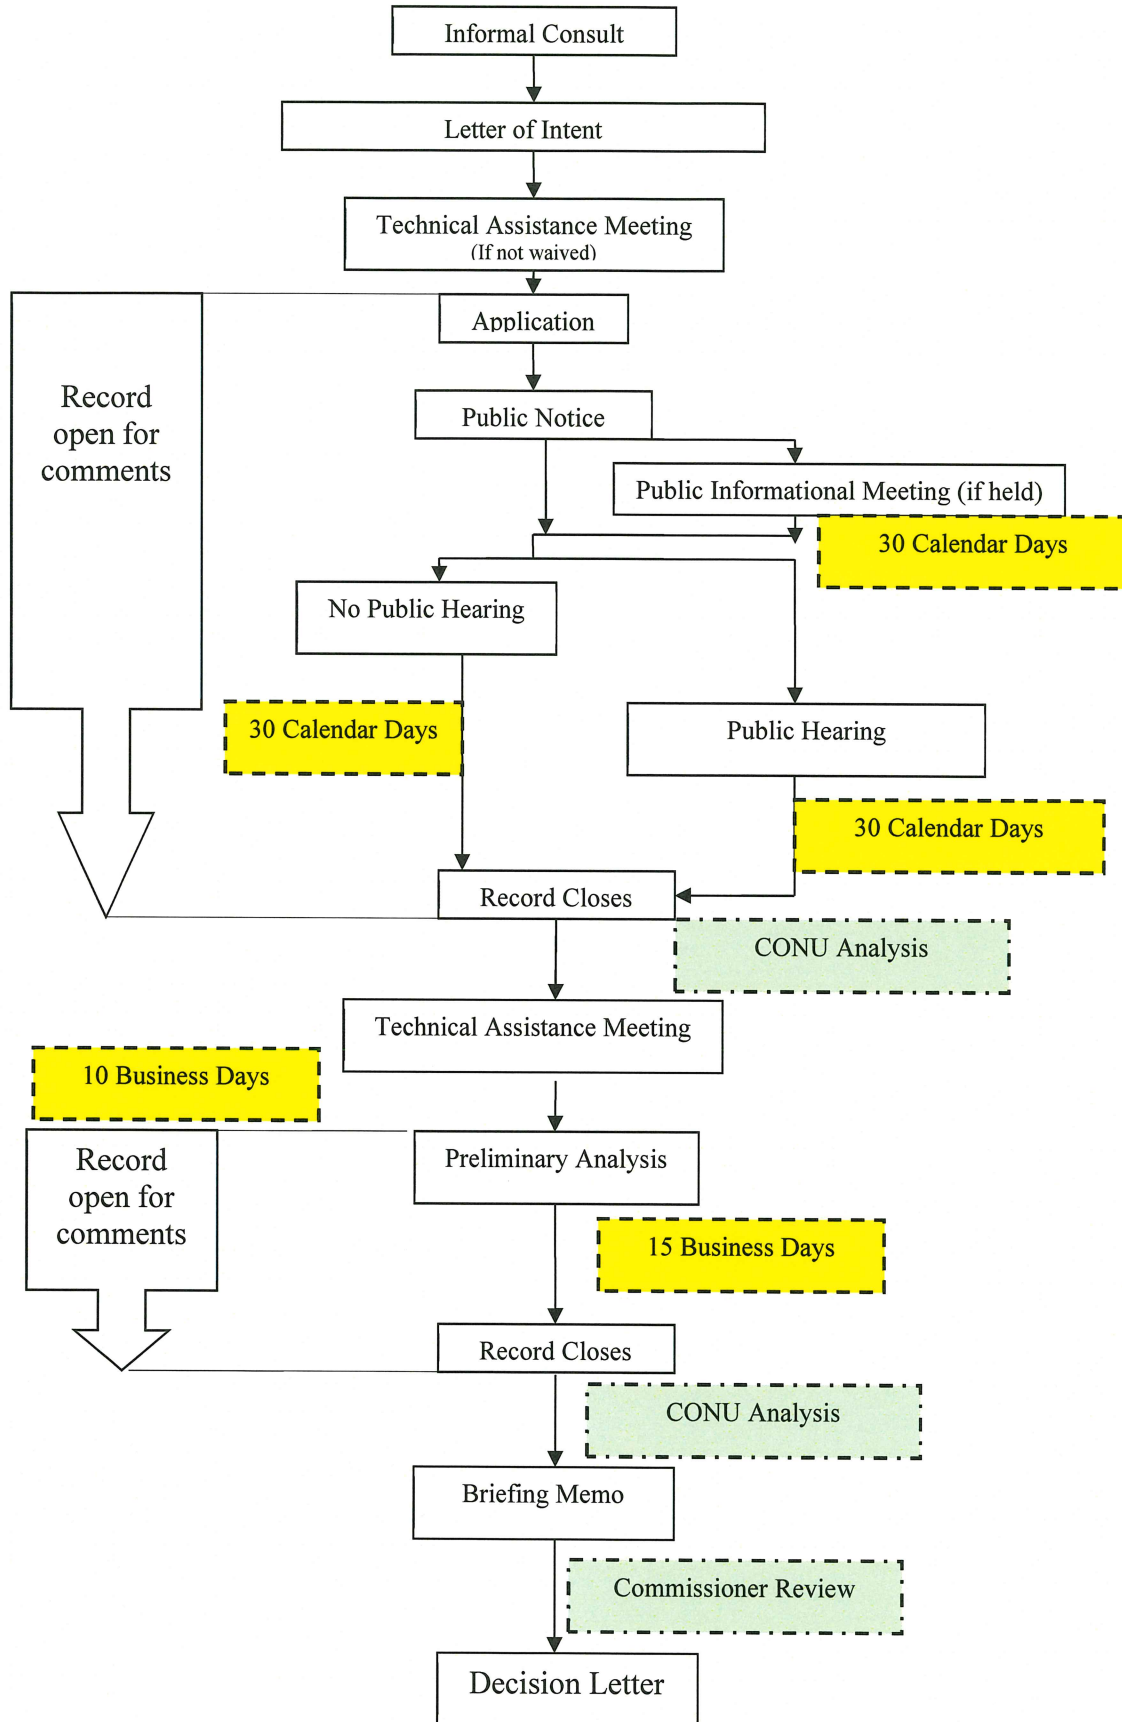 Informal Consult
Letter of Intent
Technical Assistance Meeting
(If not waived)
Application
Record
open for
comments
Public Notice
Public Informational Meeting (if held)
30 Calendar Days
No Public Hearing
30 Calendar Days
Public Hearing
30 Calendar Days
Record Closes
CONU Analysis
Technical Assistance Meeting
10 Business Days
Record
open for
comments
Preliminary Analysis
15 Business Days
Record Closes
CONU Analysis
Briefing Memo
Commissioner Review
Decision Letter